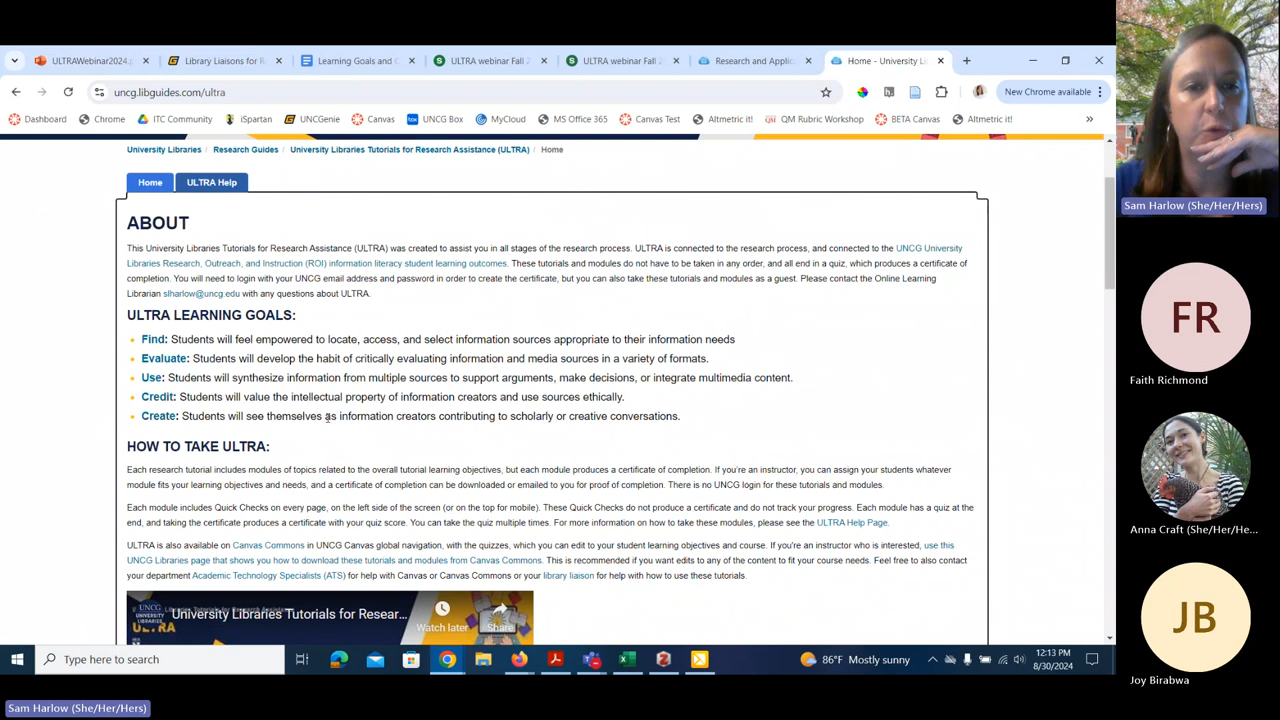 ULTRAWebinar2024.p
Library Liaisons for R
Learning Goals and C
ULTRA webinar Fall 2
ULTRA webinar Fall 2
Research and Applic
Home - University Li
uncg.libguides.com/ultra
New Chrome available
Dashboard
Chrome
ITC Community
iSpartan
UNCGenie
Canvas
UNCG Box
MyCloud
MS Office 365
Canvas Test
Altmetric it!
QM Rubric Workshop
BETA Canvas
Altmetric it!
University Libraries Research Guides University Libraries Tutorials for Research Assistance (ULTRA) Home
Home ULTRA Help
ABOUT
This University Libraries Tutorials for Research Assistance (ULTRA) was created to assist you in all stages of the research process. ULTRA is connected to the research process, and connected to the UNCG University
Libraries Research, Outreach, and Instruction (ROI) information literacy student learning outcomes. These tutorials and modules do not have to be taken in any order, and all end in a quiz, which produces a certificate of
completion. You will need to login with your UNCG email address and password in order to create the certificate, but you can also take these tutorials and modules as a guest. Please contact the Online Learning
Librarian slharlow@uncg.edu with any questions about ULTRA.
ULTRA LEARNING GOALS:
Find: Students will feel empowered to locate, access, and select information sources appropriate to their information needs
Evaluate: Students will develop the habit of critically evaluating information and media sources in a variety of formats.
Use: Students will synthesize information from multiple sources to support arguments, make decisions, or integrate multimedia content.
Credit: Students will value the intellectual property of information creators and use sources ethically.
Create: Students will see themselves as information creators contributing to scholarly or creative conversations.
HOW TO TAKE ULTRA:
Each research tutorial includes modules of topics related to the overall tutorial learning objectives, but each module produces a certificate of completion. If you're an instructor, you can assign your students whatever
module fits your learning objectives and needs, and a certificate of completion can be downloaded or emailed to you for proof of completion. There is no UNCG login for these tutorials and modules.
Each module includes Quick Checks on every page, on the left side of the screen (or on the top for mobile). These Quick Checks do not produce a certificate and do not track your progress. Each module has a quiz at the
end, and taking the certificate produces a certificate with your quiz score. You can take the quiz multiple times. For more information on how to take these modules, please see the ULTRA Help Page.
ULTRA is also available on Canvas Commons in UNCG Canvas global navigation, with the quizzes, which you can edit to your student learning objectives and course. If you're an instructor who is interested, use this
UNCG Libraries page that shows you how to download these tutorials and modules from Canvas Commons. This is recommended if you want edits to any of the content to fit your course needs. Feel free to also contact
your department Academic Technology Specialists (ATS) for help with Canvas or Canvas Commons or your library liaison for help with how to use these tutorials.
UNCG
UNIVERSITY
LIBRARIES
University Libraries Tutorials for Resear...
ULTRA
Watch later
Share
Type here to search
86°F Mostly sunny
12:13 PM
8/30/2024
Sam Harlow (She/Her/Hers)
FR
Faith Richmond
Anna Craft (She/Her/He...
JB
Joy Birabwa
Sam Harlow (She/Her/Hers)